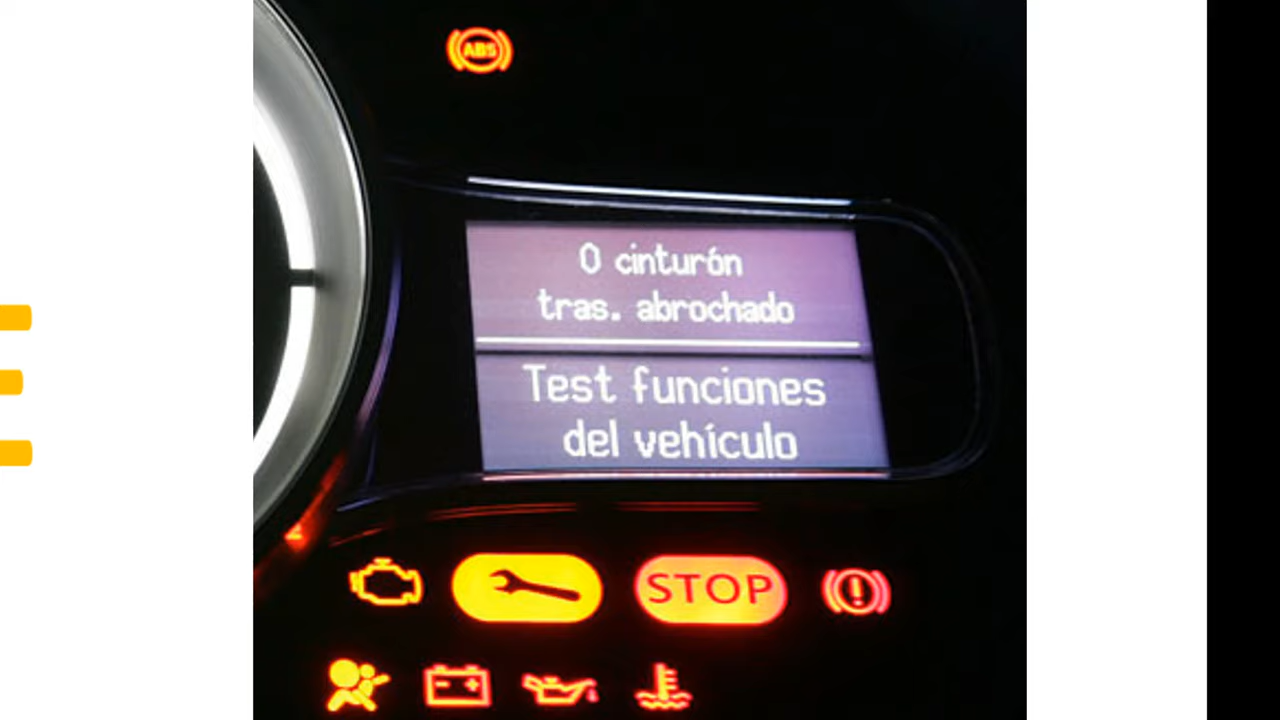 ABS
0 cinturón
tras. abrochado
Test funciones
del vehículo
STOP